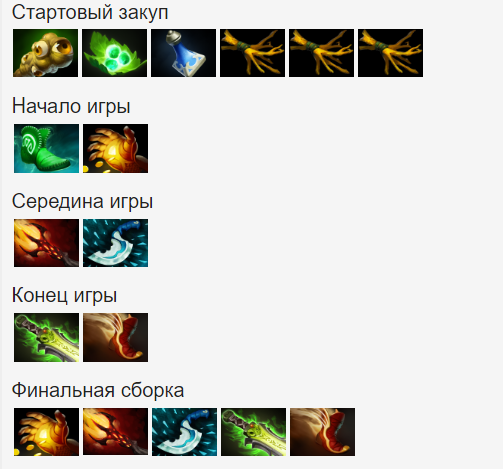 Стартовый закуп
Начало игры
Середина игры
Конец игры
Финальная сборка